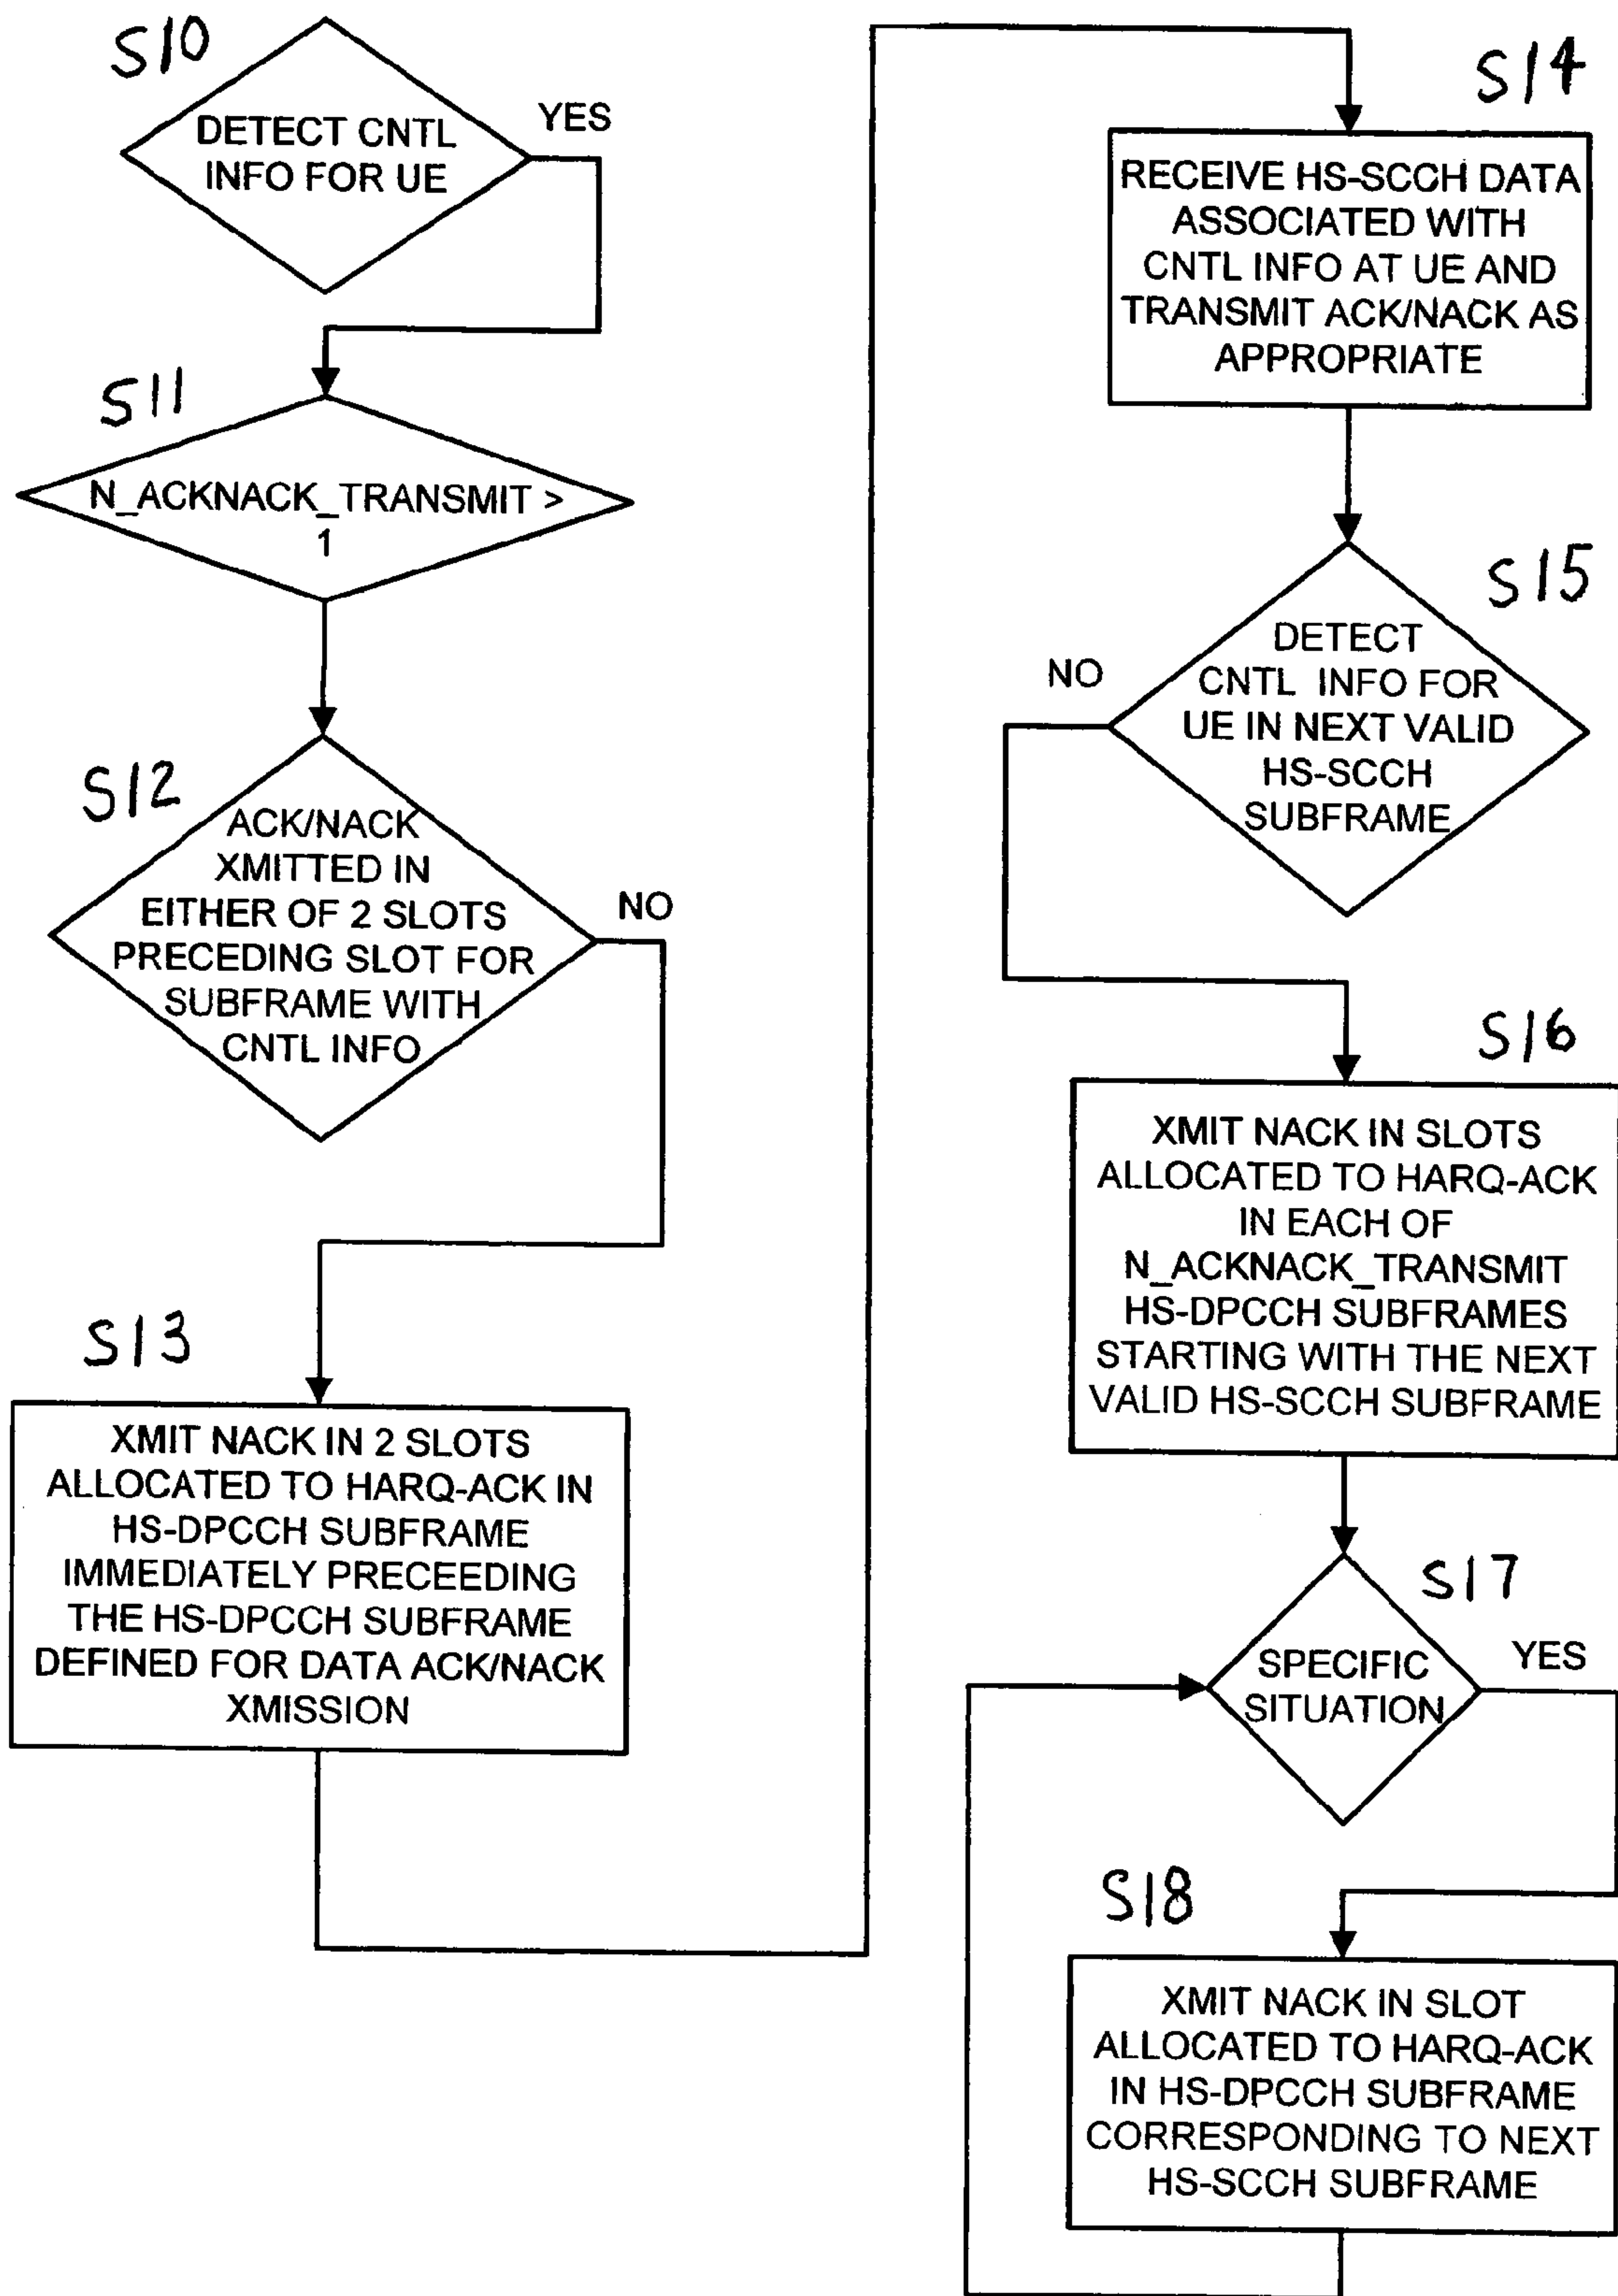 S10
DETECT CNTL
INFO FOR UE
YES
S11
N_ACKNACK_TRANSMIT >
1
S12
ACK/NACK
XMITTED IN
EITHER OF 2 SLOTS
PRECEDING SLOT FOR
SUBFRAME WITH
CNTL INFO
NO
S13
XMIT NACK IN 2 SLOTS
ALLOCATED TO HARQ-ACK IN
HS-DPCCH SUBFRAME
IMMEDIATELY PRECEEDING
THE HS-DPCCH SUBFRAME
DEFINED FOR DATA ACK/NACK
XMISSION
S14
RECEIVE HS-SCCH DATA
ASSOCIATED WITH
CNTL INFO AT UE AND
TRANSMIT ACK/NACK AS
APPROPRIATE
S15
DETECT
CNTL INFO FOR
UE IN NEXT VALID
HS-SCCH
SUBFRAME
NO
S16
XMIT NACK IN SLOTS
ALLOCATED TO HARQ-ACK
IN EACH OF
N_ACKNACK_TRANSMIT
HS-DPCCH SUBFRAMES
STARTING WITH THE NEXT
VALID HS-SCCH SUBFRAME
S17
SPECIFIC
SITUATION
YES
S18
XMIT NACK IN SLOT
ALLOCATED TO HARQ-ACK
IN HS-DPCCH SUBFRAME
CORRESPONDING TO NEXT
HS-SCCH SUBFRAME